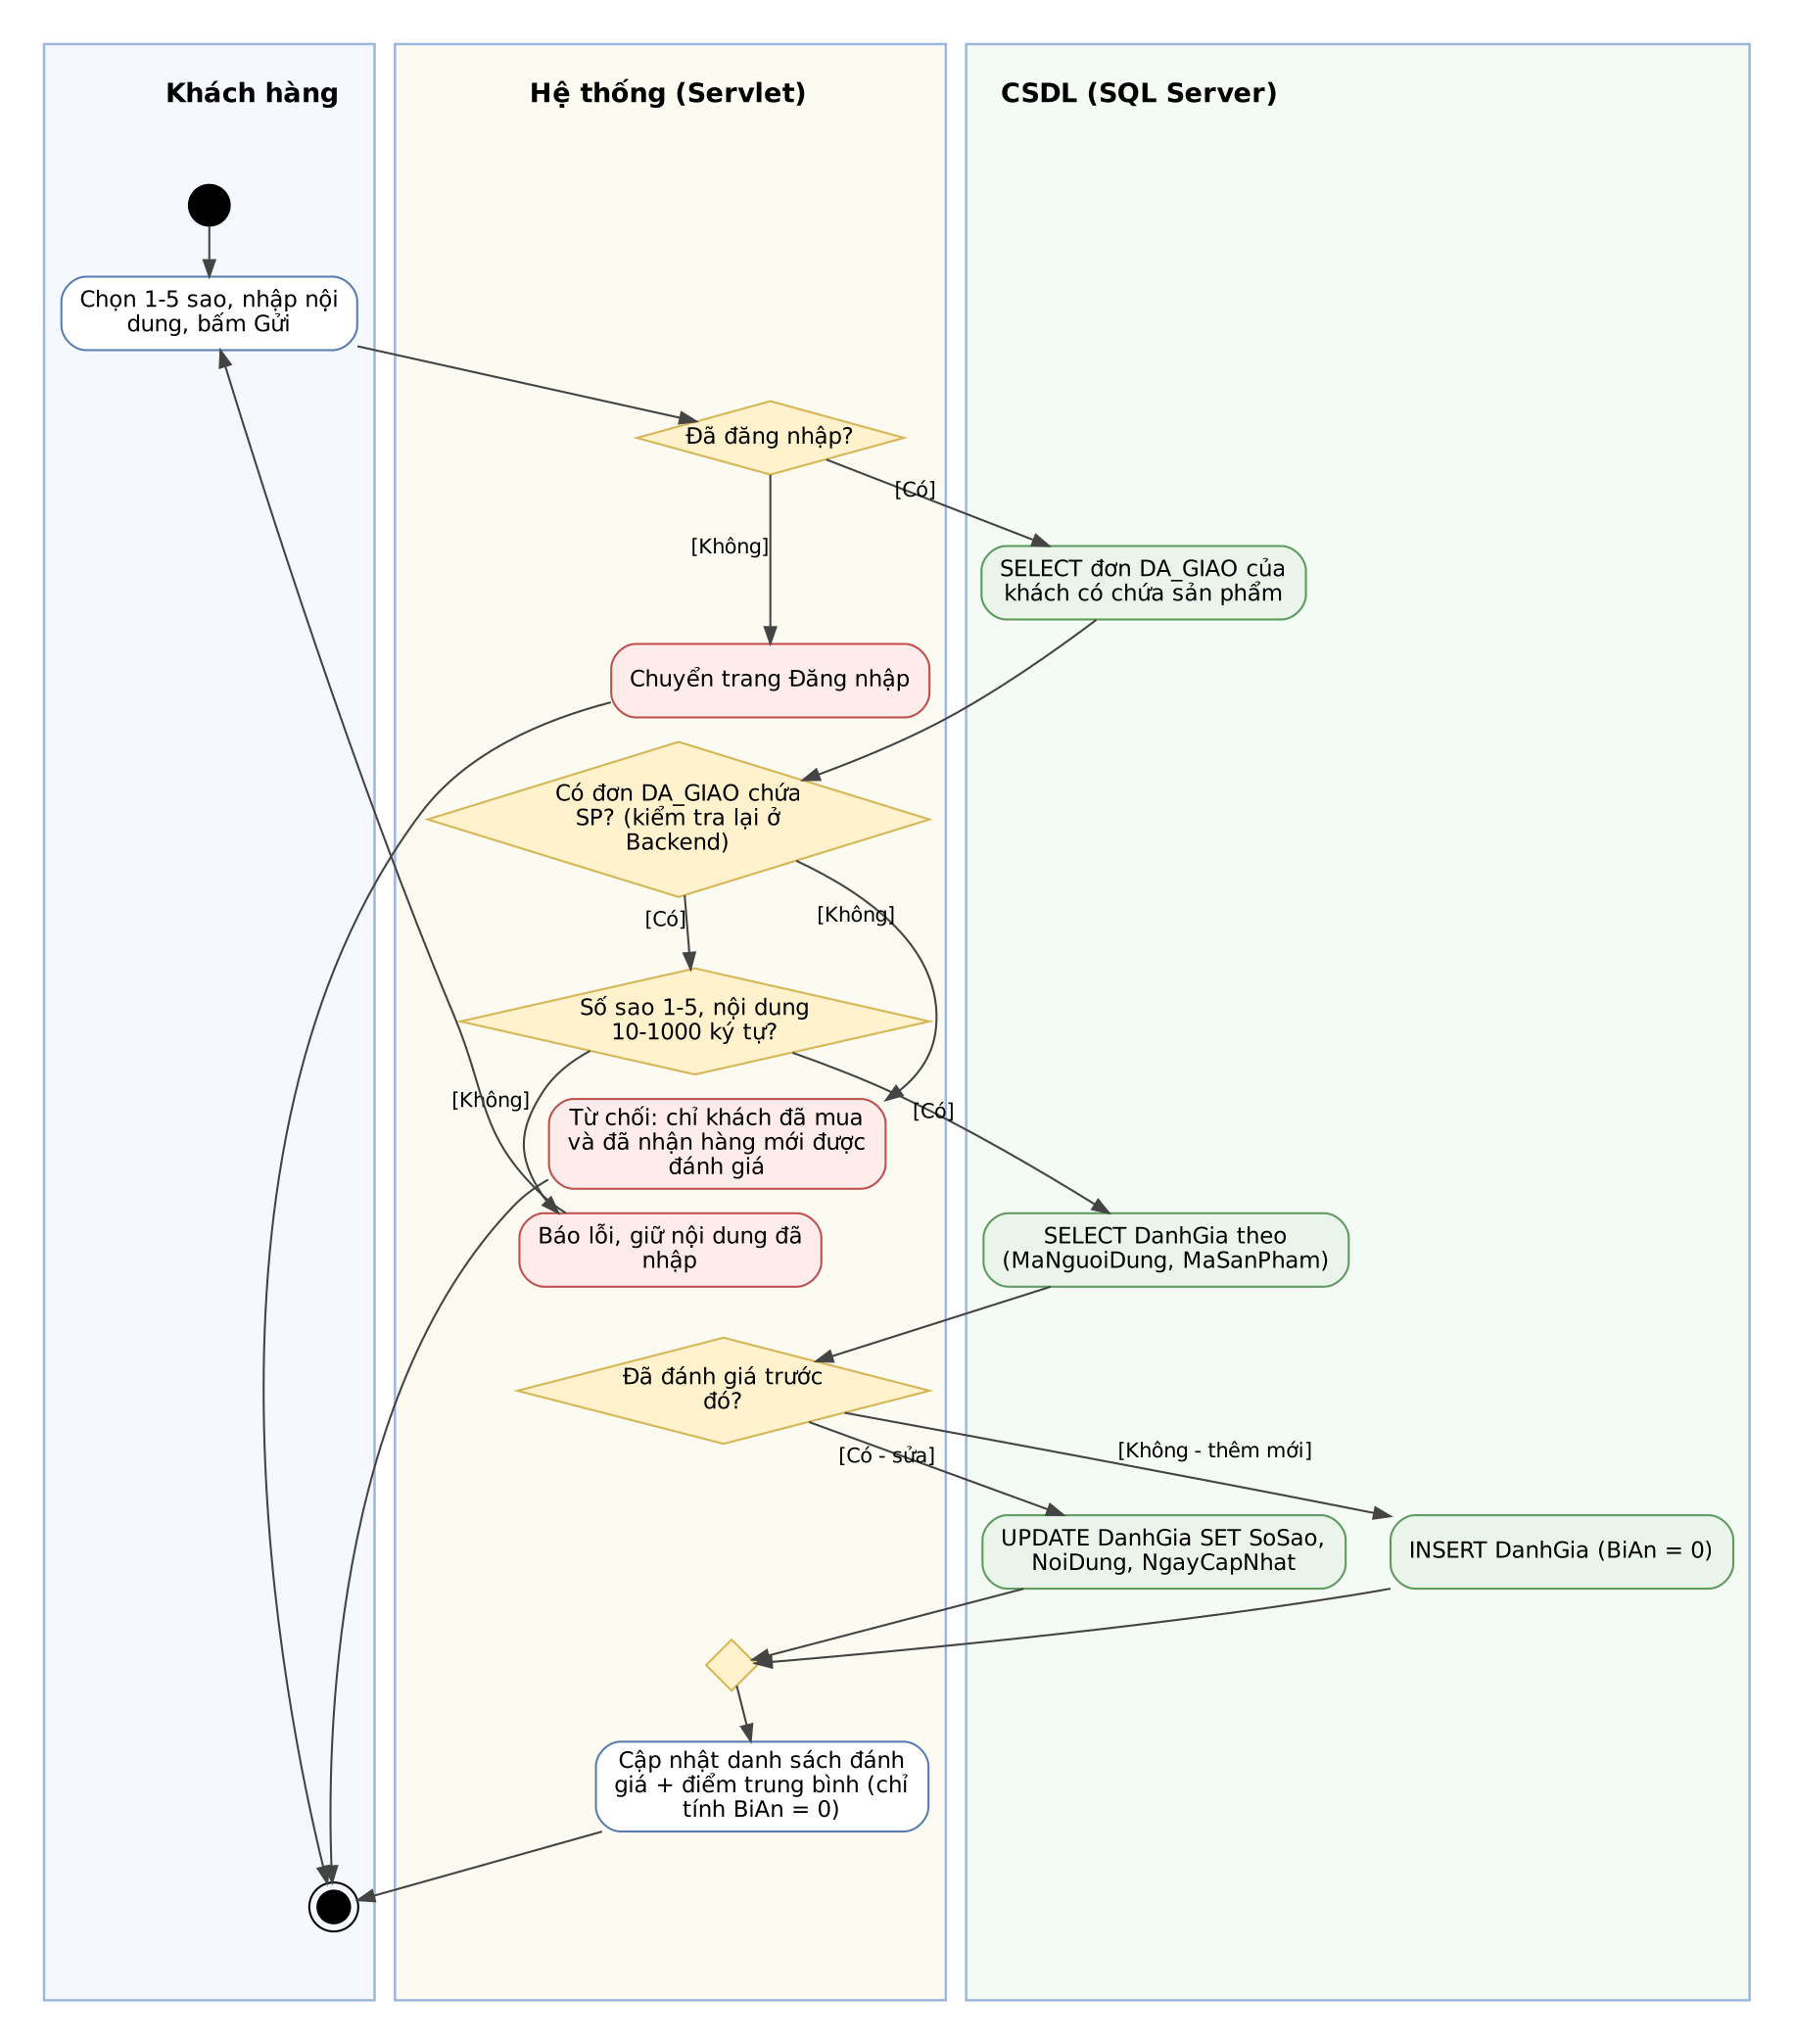 Khách hàng
Hệ thống (Servlet)
CSDL (SQL Server)
Chọn 1-5 sao, nhập nội
dung, bấm Gửi
Đã đăng nhập?
[Có]
[Không]
SELECT đơn DA_GIAO của
khách có chứa sản phẩm
Chuyển trang Đăng nhập
Có đơn DA_GIAO chứa
SP? (kiểm tra lại ở
Backend)
[Có]
[Không]
Số sao 1-5, nội dung
10-1000 ký tự?
[Không]
[Có]
Từ chối: chỉ khách đã mua
và đã nhận hàng mới được
đánh giá
Báo lỗi, giữ nội dung đã
nhập
SELECT DanhGia theo
(MaNguoiDung, MaSanPham)
Đã đánh giá trước
đó?
[Có - sửa]
[Không - thêm mới]
UPDATE DanhGia SET SoSao,
NoiDung, NgayCapNhat
INSERT DanhGia (BiAn = 0)
Cập nhật danh sách đánh
giá + điểm trung bình (chỉ
tính BiAn = 0)